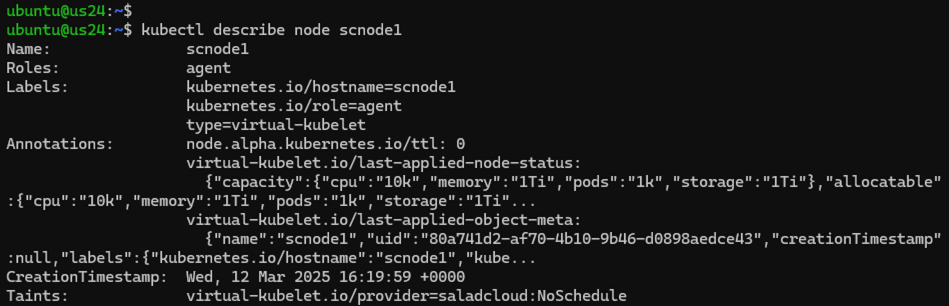 ubuntu@us24:~$
ubuntu@us24:~$ kubectl describe node scnode1
Name:               scnode1
Roles:              agent
Labels:             kubernetes.io/hostname=scnode1
                    kubernetes.io/role=agent
                    type=virtual-kubelet
Annotations:        node.alpha.kubernetes.io/ttl: 0
                    virtual-kubelet.io/last-applied-node-status:
                      {"capacity":{"cpu":"10k","memory":"1Ti","pods":"1k","storage":"1Ti"},"allocatable"
:{"cpu":"10k","memory":"1Ti","pods":"1k","storage":"1Ti"...
                    virtual-kubelet.io/last-applied-object-meta:
                      {"name":"scnode1","uid":"80a741d2-af70-4b10-9b46-d0898aedce43","creationTimestamp"
:null,"labels":{"kubernetes.io/hostname":"scnode1","kube...
CreationTimestamp:  Wed, 12 Mar 2025 16:19:59 +0000
Taints:             virtual-kubelet.io/provider=saladcloud:NoSchedule